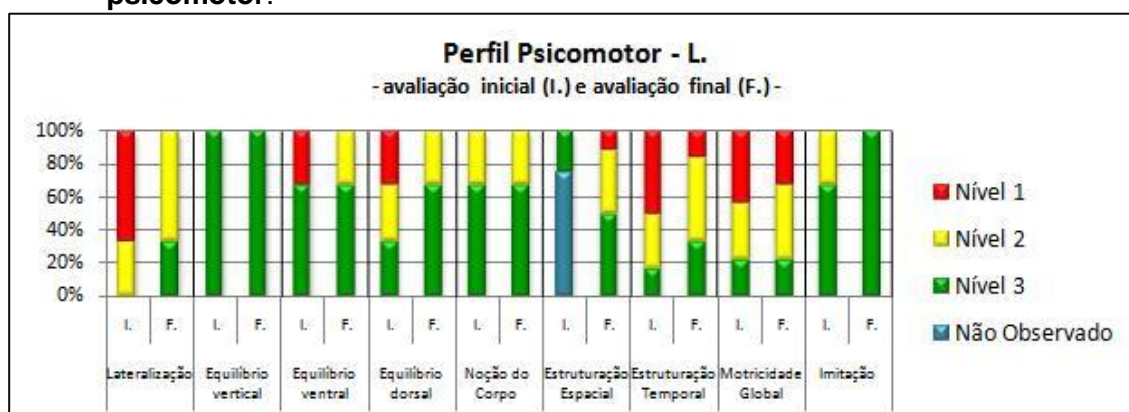 psicomotor.
Perfil Psicomotor - L.
- avaliação inicial (I.) e avaliação final (F.) -
100%
80%
60%
40%
20%
0%
I. F. I. F. I. F. I. F. I. F. I. F. I. F. I. F. I. F.
Lateralização Equilíbrio Equilíbrio Equilíbrio Noção do Estruturação Estruturação Motricidade Imitação
vertical ventral dorsal Corpo Espacial Temporal Global
Nível 1
Nível 2
Nível 3
Não Observado